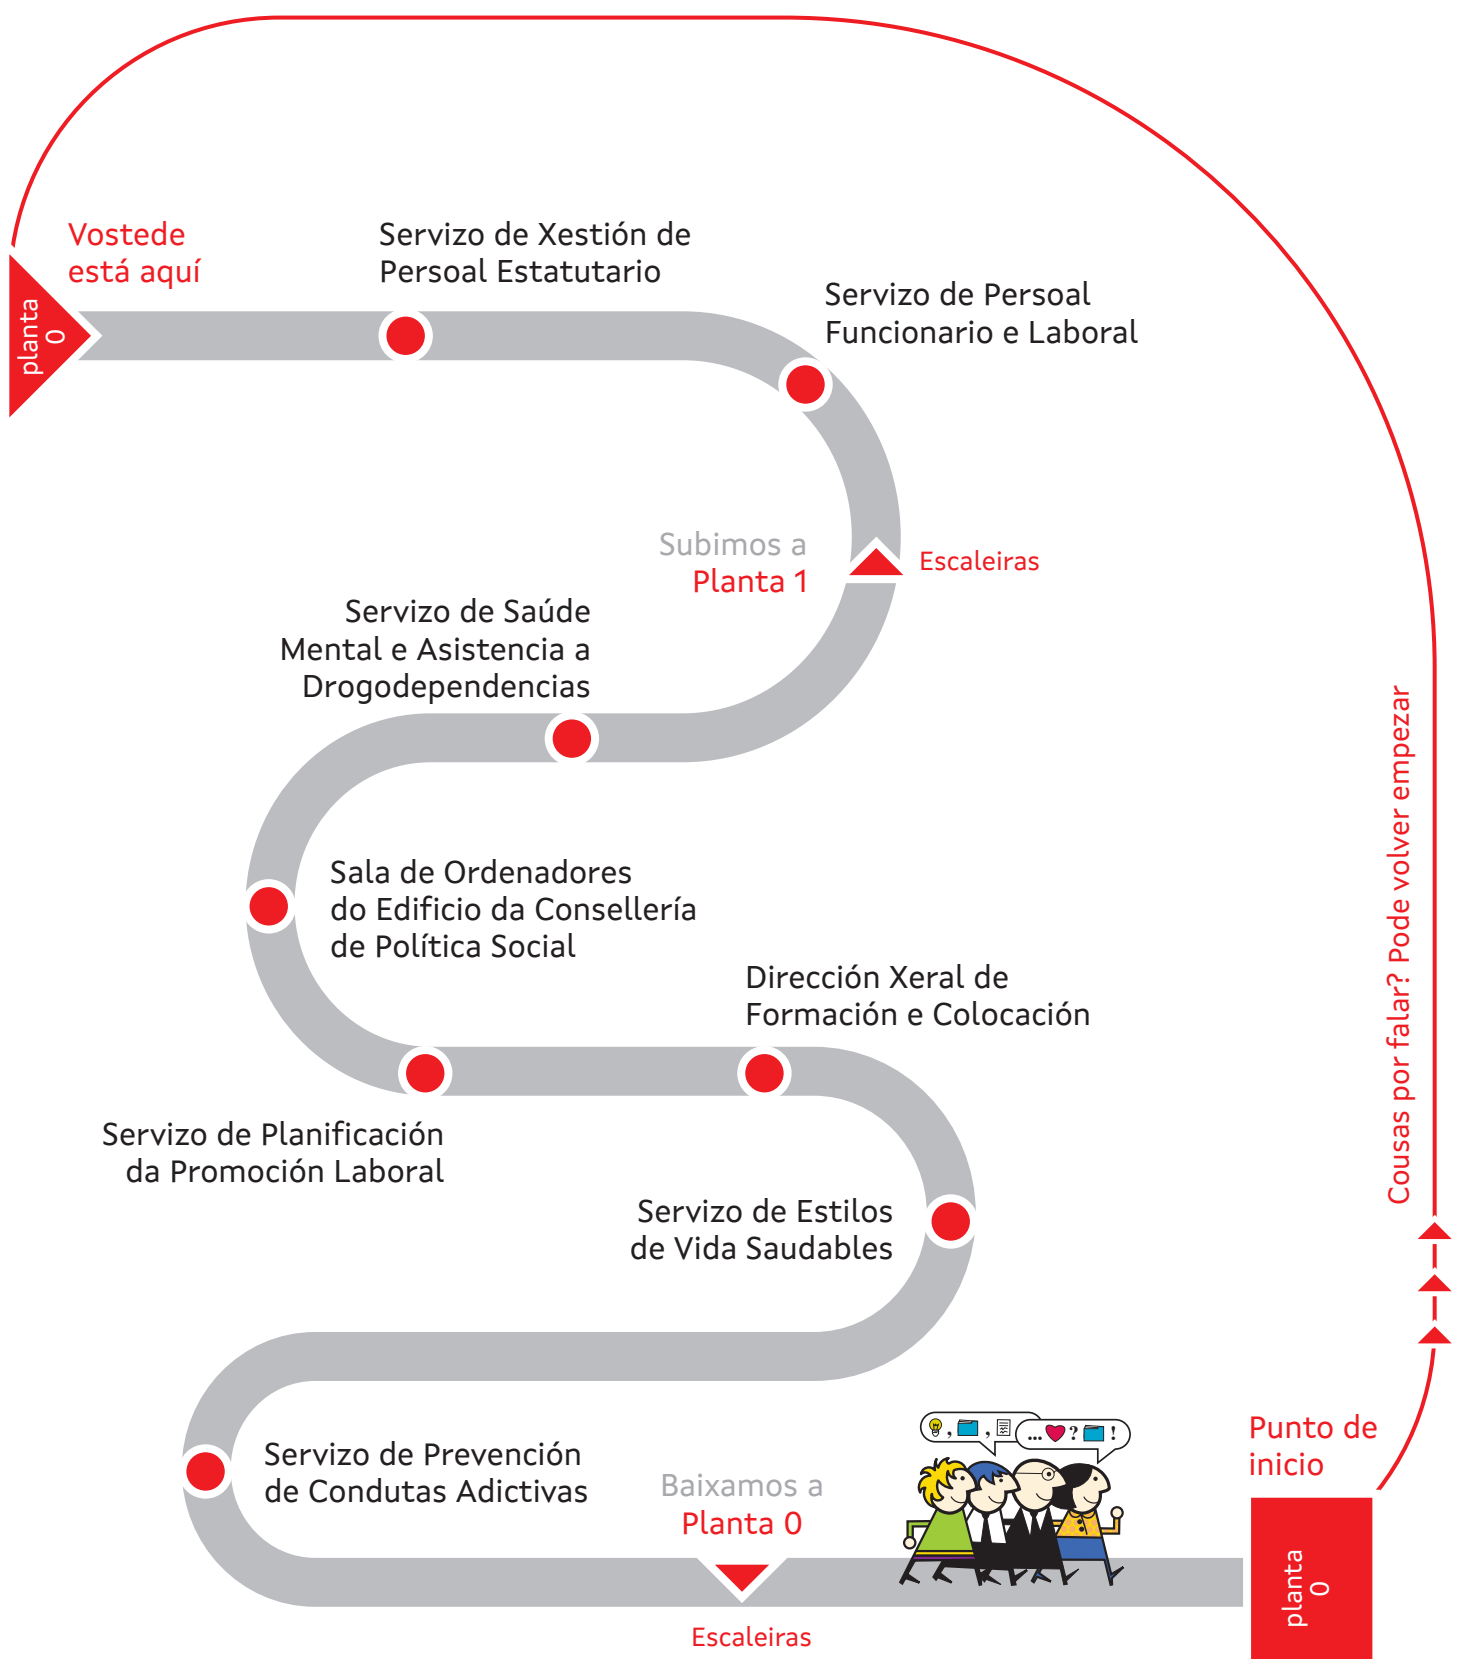 Vostede
está aquí
planta
0
Servizo de Xestión de
Persoal Estatutario
Servizo de Persoal
Funcionario e Laboral
Subimos a
Planta 1
Escaleiras
Servizo de Saúde
Mental e Asistencia a
Drogodependencias
Sala de Ordenadores
do Edificio da Consellería
de Política Social
Dirección Xeral de
Formación e Colocación
Servizo de Planificación
da Promoción Laboral
Servizo de Estilos
de Vida Saudables
Cousas por falar? Pode volver empezar
Servizo de Prevención
de Condutas Adictivas
Baixamos a
Planta 0
Escaleiras
, ,
... ? !
Punto de
inicio
planta
0